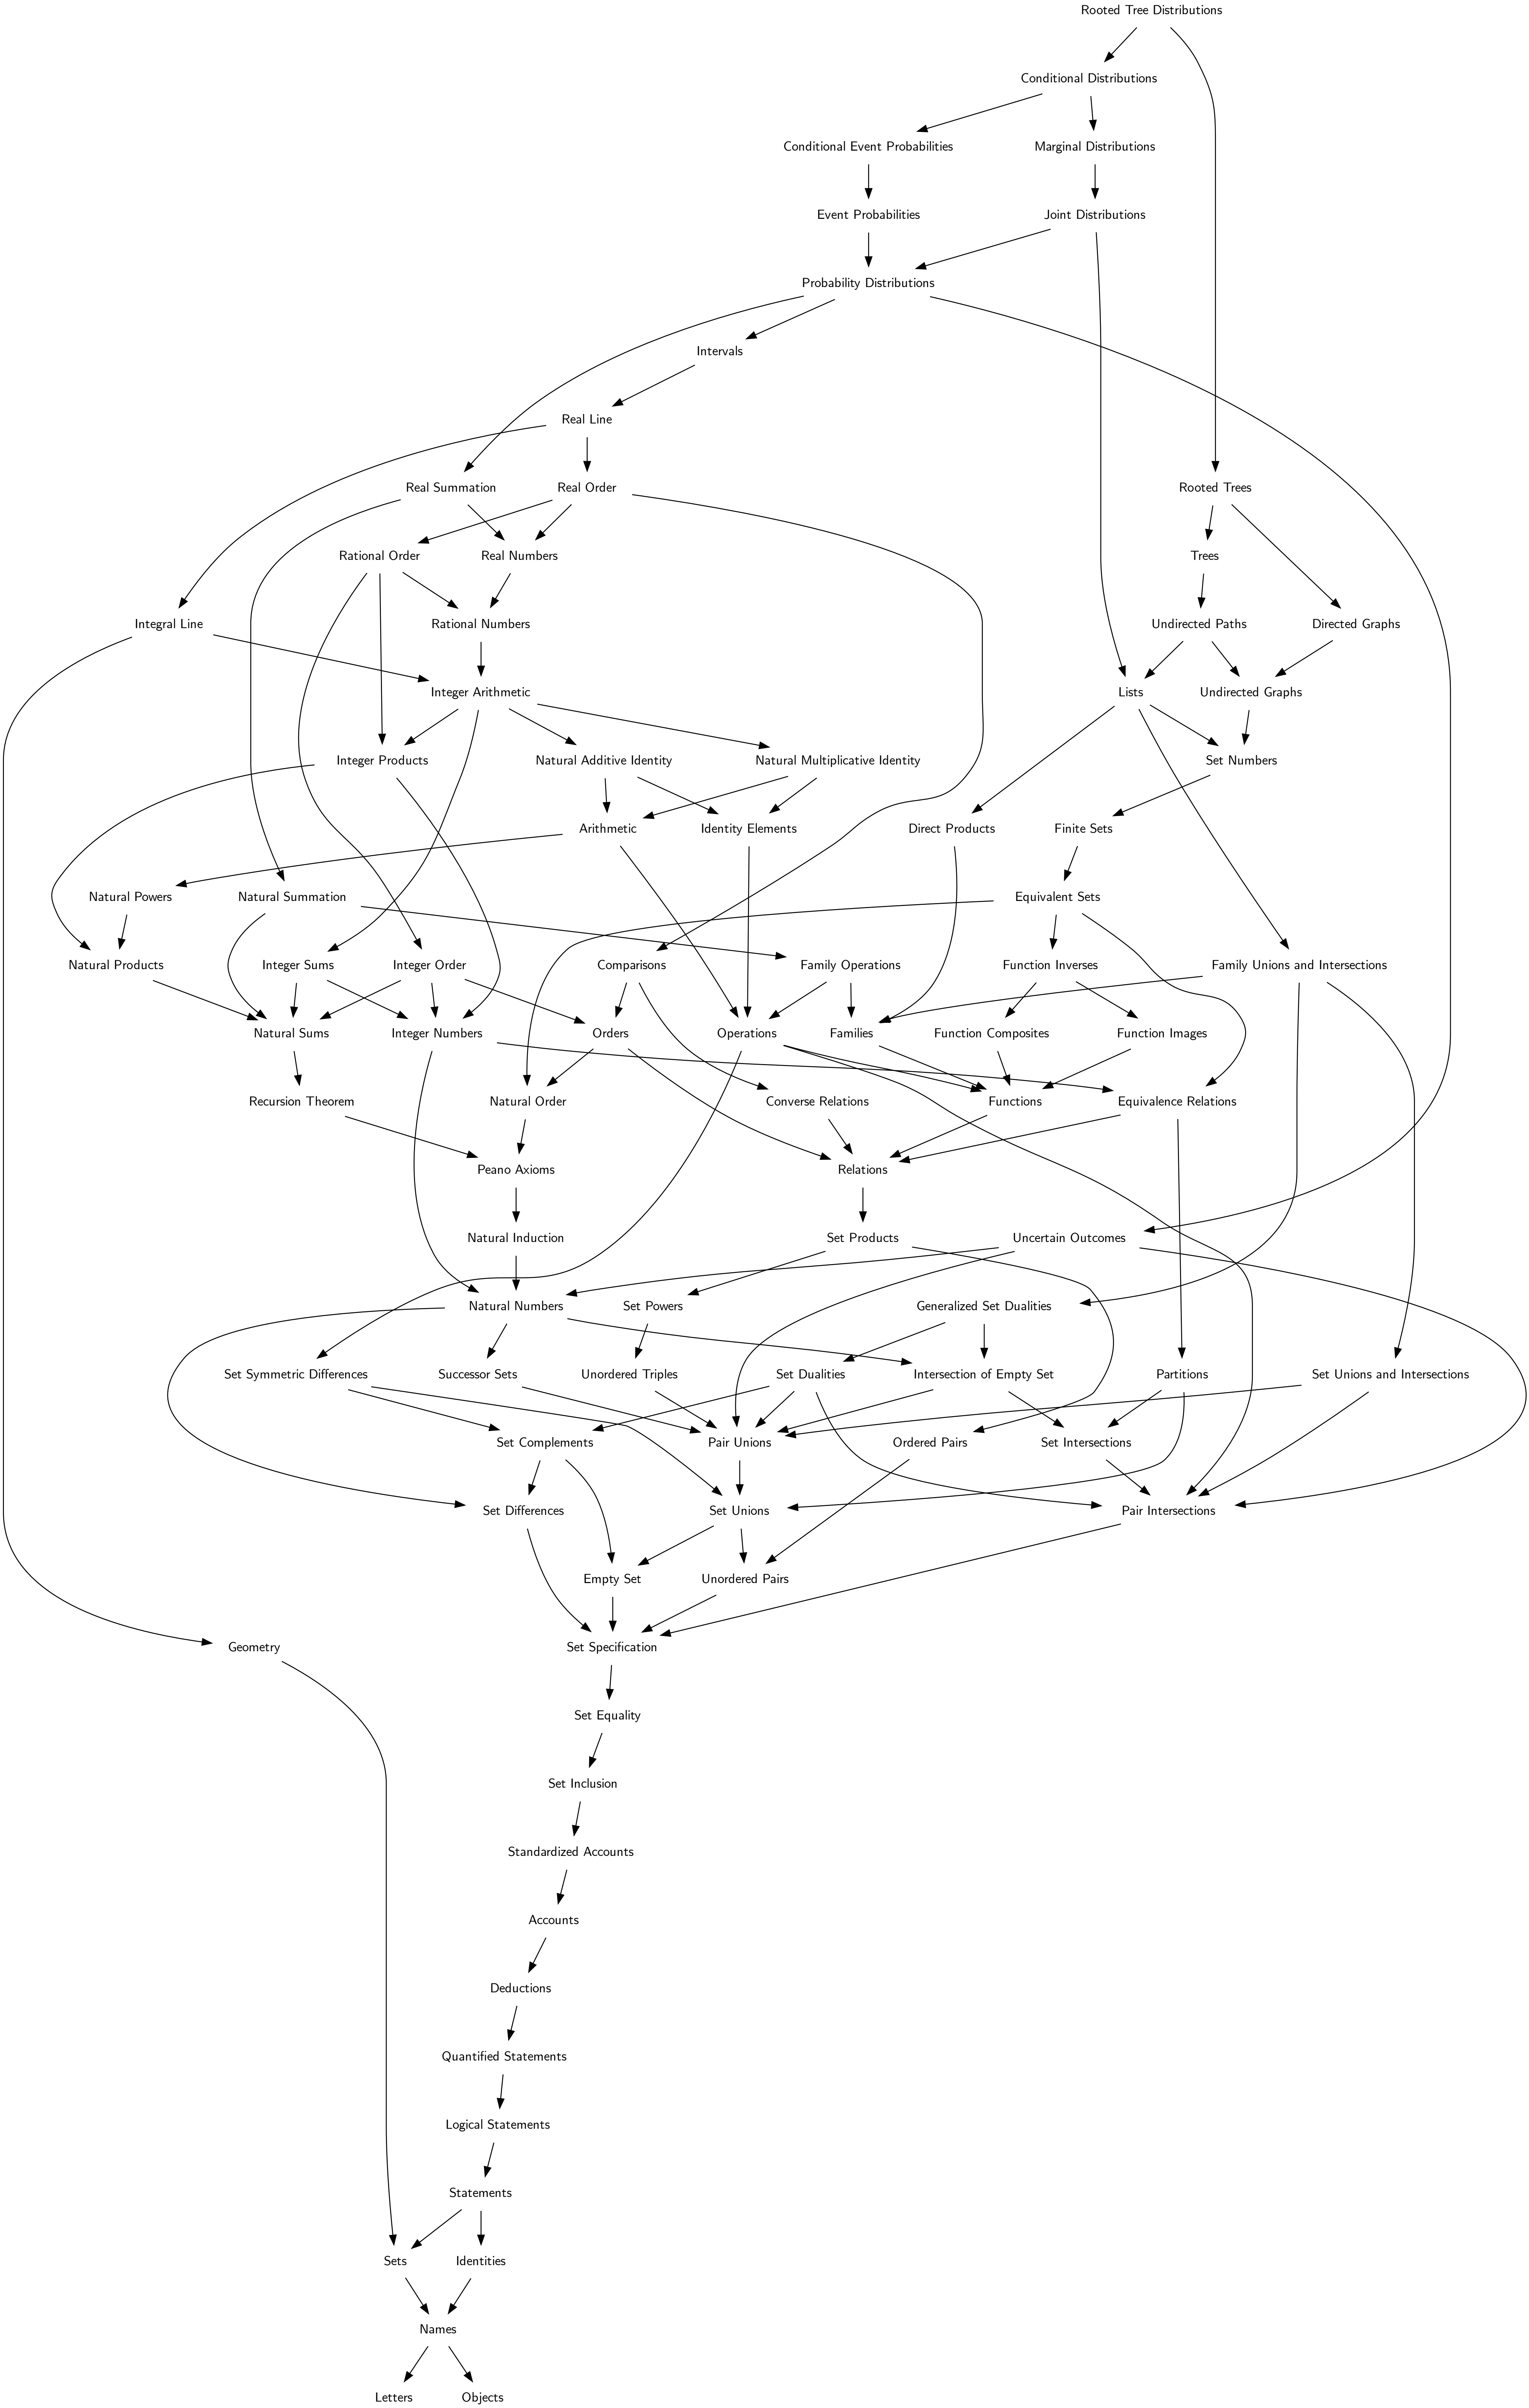 Rooted Tree Distributions
Conditional Distributions
Conditional Event Probabilities
Marginal Distributions
Event Probabilities
Joint Distributions
Probability Distributions
Intervals
Real Line
Real Summation
Real Order
Rooted Trees
Rational Order
Real Numbers
Trees
Integral Line
Rational Numbers
Undirected Paths
Directed Graphs
Integer Arithmetic
Lists
Undirected Graphs
Integer Products
Natural Additive Identity
Natural Multiplicative Identity
Set Numbers
Arithmetic
Identity Elements
Direct Products
Finite Sets
Natural Powers
Natural Summation
Equivalent Sets
Natural Products
Integer Sums
Integer Order
Comparisons
Family Operations
Function Inverses
Family Unions and Intersections
Natural Sums
Integer Numbers
Orders
Operations
Families
Function Composites
Function Images
Recursion Theorem
Natural Order
Converse Relations
Functions
Equivalence Relations
Peano Axioms
Relations
Natural Induction
Set Products
Uncertain Outcomes
Natural Numbers
Set Powers
Generalized Set Dualities
Set Symmetric Differences
Successor Sets
Unordered Triples
Set Dualities
Intersection of Empty Set
Partitions
Set Unions and Intersections
Set Complements
Pair Unions
Ordered Pairs
Set Intersections
Set Differences
Set Unions
Pair Intersections
Empty Set
Unordered Pairs
Geometry
Set Specification
Set Equality
Set Inclusion
Standardized Accounts
Accounts
Deductions
Quantified Statements
Logical Statements
Statements
Sets
Identities
Names
Letters
Objects